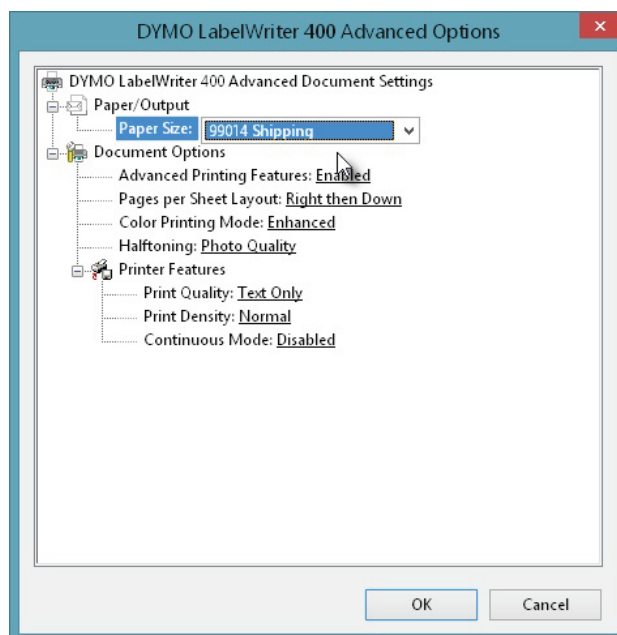 DYMO LabelWriter 400 Advanced Options
DYMO LabelWriter 400 Advanced Document Settings
Paper/Output
Paper Size: 99014 Shipping
Document Options
Advanced Printing Features: Enabled
Pages per Sheet Layout: Right then Down
Color Printing Mode: Enhanced
Halftoning: Photo Quality
Printer Features
Print Quality: Text Only
Print Density: Normal
Continuous Mode: Disabled
OK Cancel